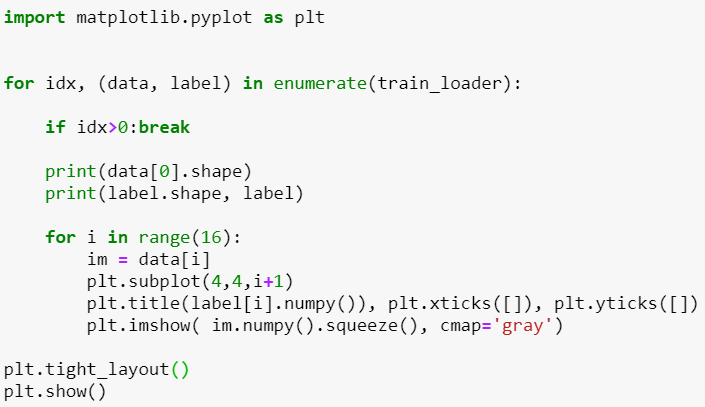 import matplotlib.pyplot as plt
for idx, (data, label) in enumerate(train_loader):
    if idx>0:break
    print(data[0].shape)
    print(label.shape, label)
    for i in range(16):
        im = data[i]
        plt.subplot(4,4,i+1)
        plt.title(label[i].numpy()), plt.xticks([]), plt.yticks([])
        plt.imshow( im.numpy().squeeze(), cmap='gray')
plt.tight_layout()
plt.show()